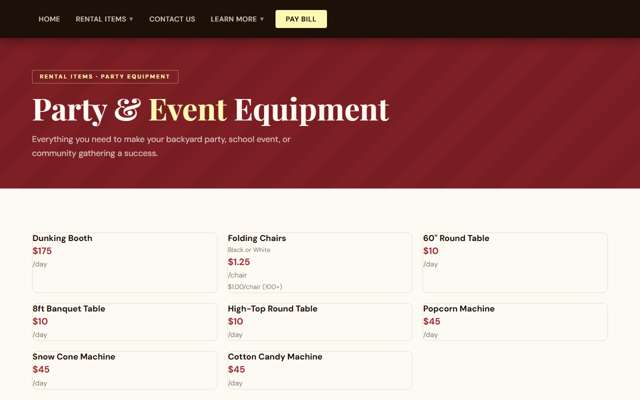 HOME
RENTAL ITEMS ▼
CONTACT US
LEARN MORE ▼
PAY BILL
RENTAL ITEMS · PARTY EQUIPMENT
Party & Event Equipment
Everything you need to make your backyard party, school event, or
community gathering a success.
Dunking Booth
$175
/day
Folding Chairs
Black or White
$1.25
/chair
$1.00/chair (100+)
60" Round Table
$10
/day
8ft Banquet Table
$10
/day
High-Top Round Table
$10
/day
Popcorn Machine
$45
/day
Snow Cone Machine
$45
/day
Cotton Candy Machine
$45
/day